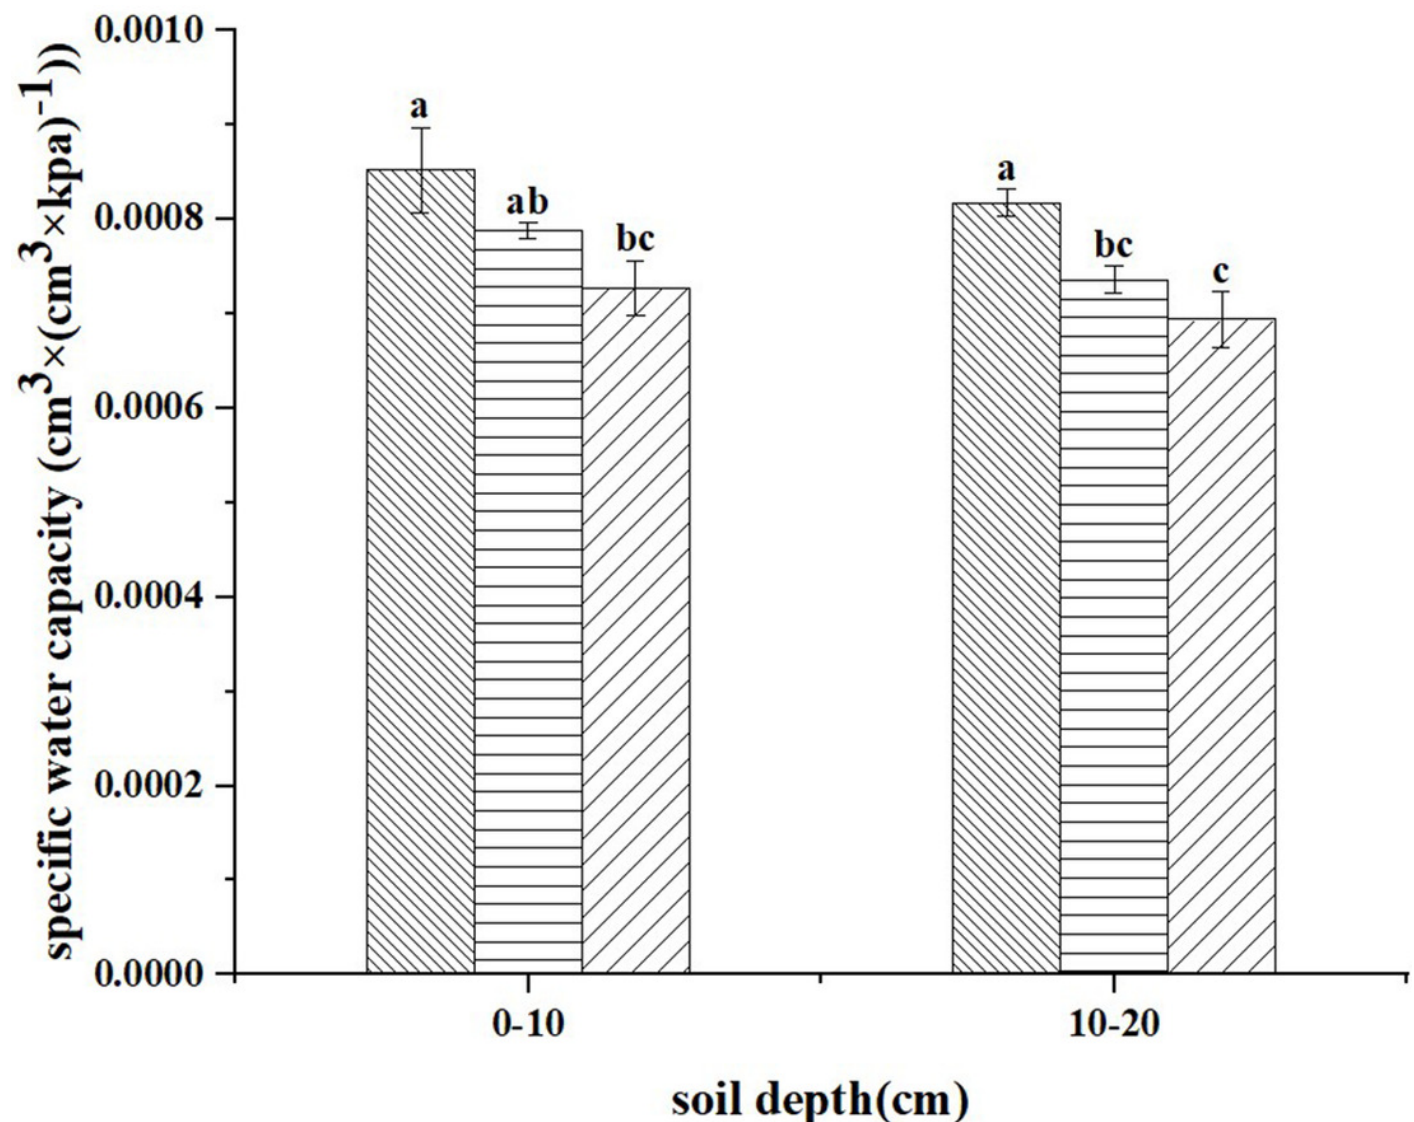 specific water capacity (cm³×(cm³×kpa)⁻¹))
0.0010
0.0008
0.0006
0.0004
0.0002
0.0000
a
ab
bc
a
bc
c
0-10
10-20
soil depth(cm)